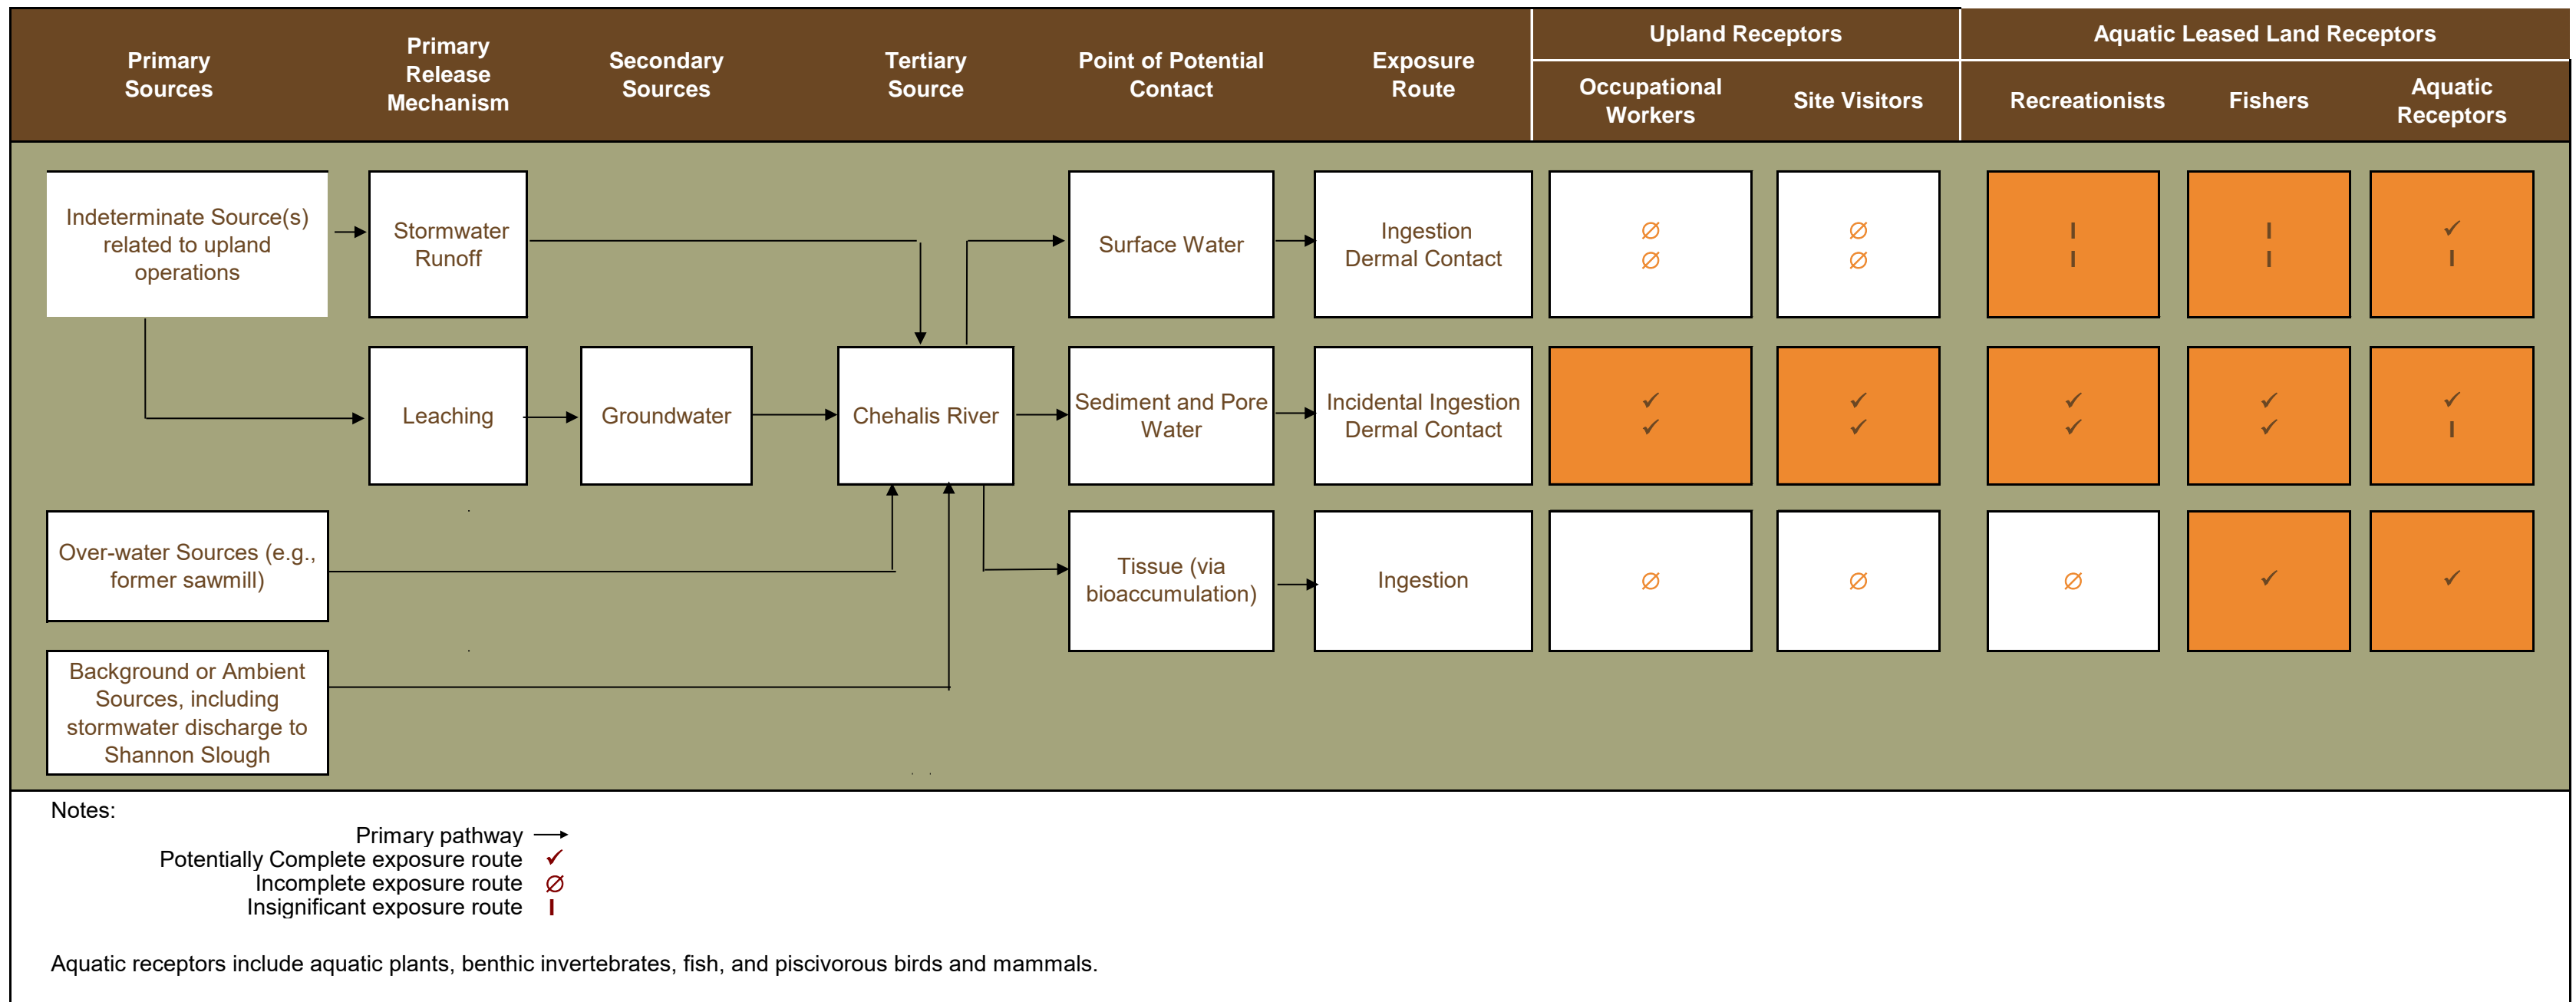 Primary
Sources
Primary
Release
Mechanism
Secondary
Sources
Tertiary
Source
Point of Potential
Contact
Exposure
Route
Upland Receptors
Aquatic Leased Land Receptors
Occupational
Workers
Site Visitors
Recreationists
Fishers
Aquatic
Receptors
Indeterminate Source(s)
related to upland
operations
Stormwater
Runoff
Surface Water
Ingestion
Dermal Contact
∅
∅
∅
∅
I
I
I
I
✓
I
Leaching
Groundwater
Chehalis River
Sediment and Pore
Water
Incidental Ingestion
Dermal Contact
✓
✓
✓
✓
✓
✓
✓
✓
✓
I
Over-water Sources (e.g.,
former sawmill)
Tissue (via
bioaccumulation)
Ingestion
∅
∅
∅
✓
✓
Background or Ambient
Sources, including
stormwater discharge to
Shannon Slough
Notes:
Primary pathway →
Potentially Complete exposure route ✓
Incomplete exposure route ∅
Insignificant exposure route I
Aquatic receptors include aquatic plants, benthic invertebrates, fish, and piscivorous birds and mammals.